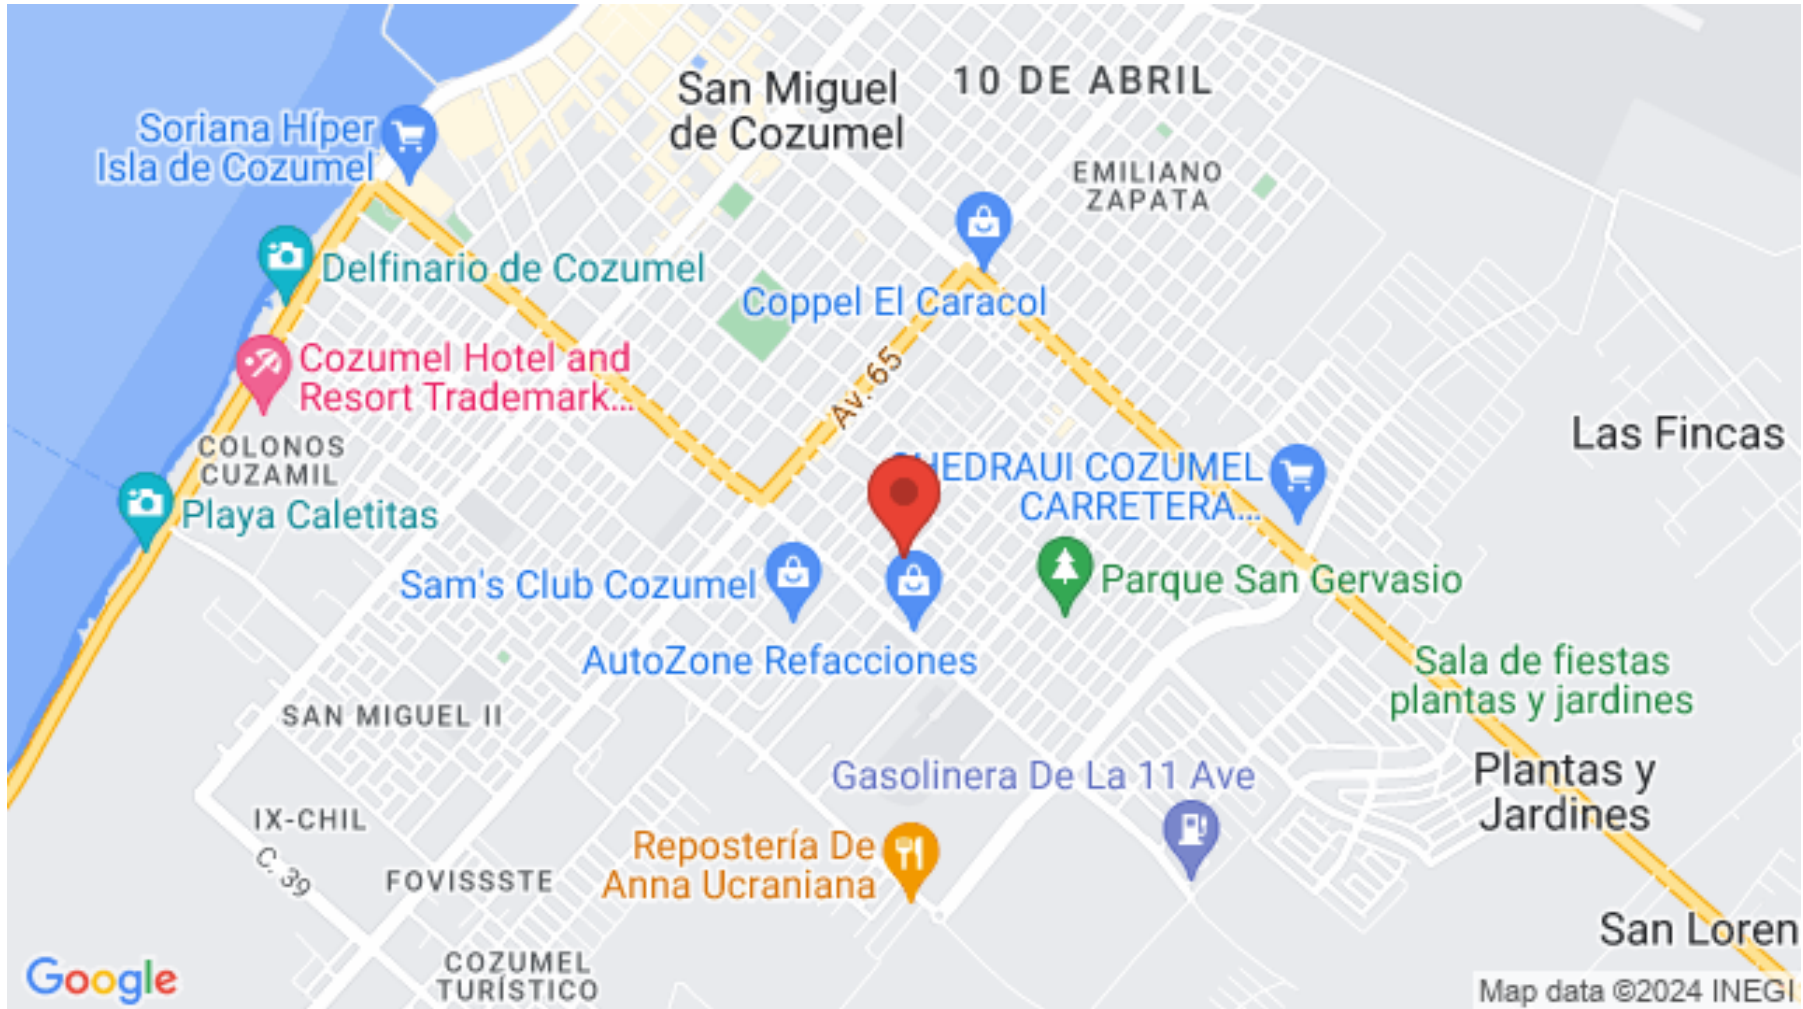 San Miguel
de Cozumel
10 DE ABRIL
Soriana Híper
Isla de Cozumel
EMILIANO
ZAPATA
Delfinario de Cozumel
Coppel El Caracol
Cozumel Hotel and
Resort Trademark...
Av. 65
Las Fincas
COLONOS
CUZAMIL
HEDRAUI COZUMEL
CARRETERA...
Playa Caletitas
Sam's Club Cozumel
Parque San Gervasio
AutoZone Refacciones
Sala de fiestas
plantas y jardines
SAN MIGUEL II
Gasolinera De La 11 Ave
Plantas y
Jardines
IX-CHIL
C. 39
Repostería De
Anna Ucraniana
FOVISSSTE
San Loren
COZUMEL
TURÍSTICO
Google
Map data ©2024 INEGI